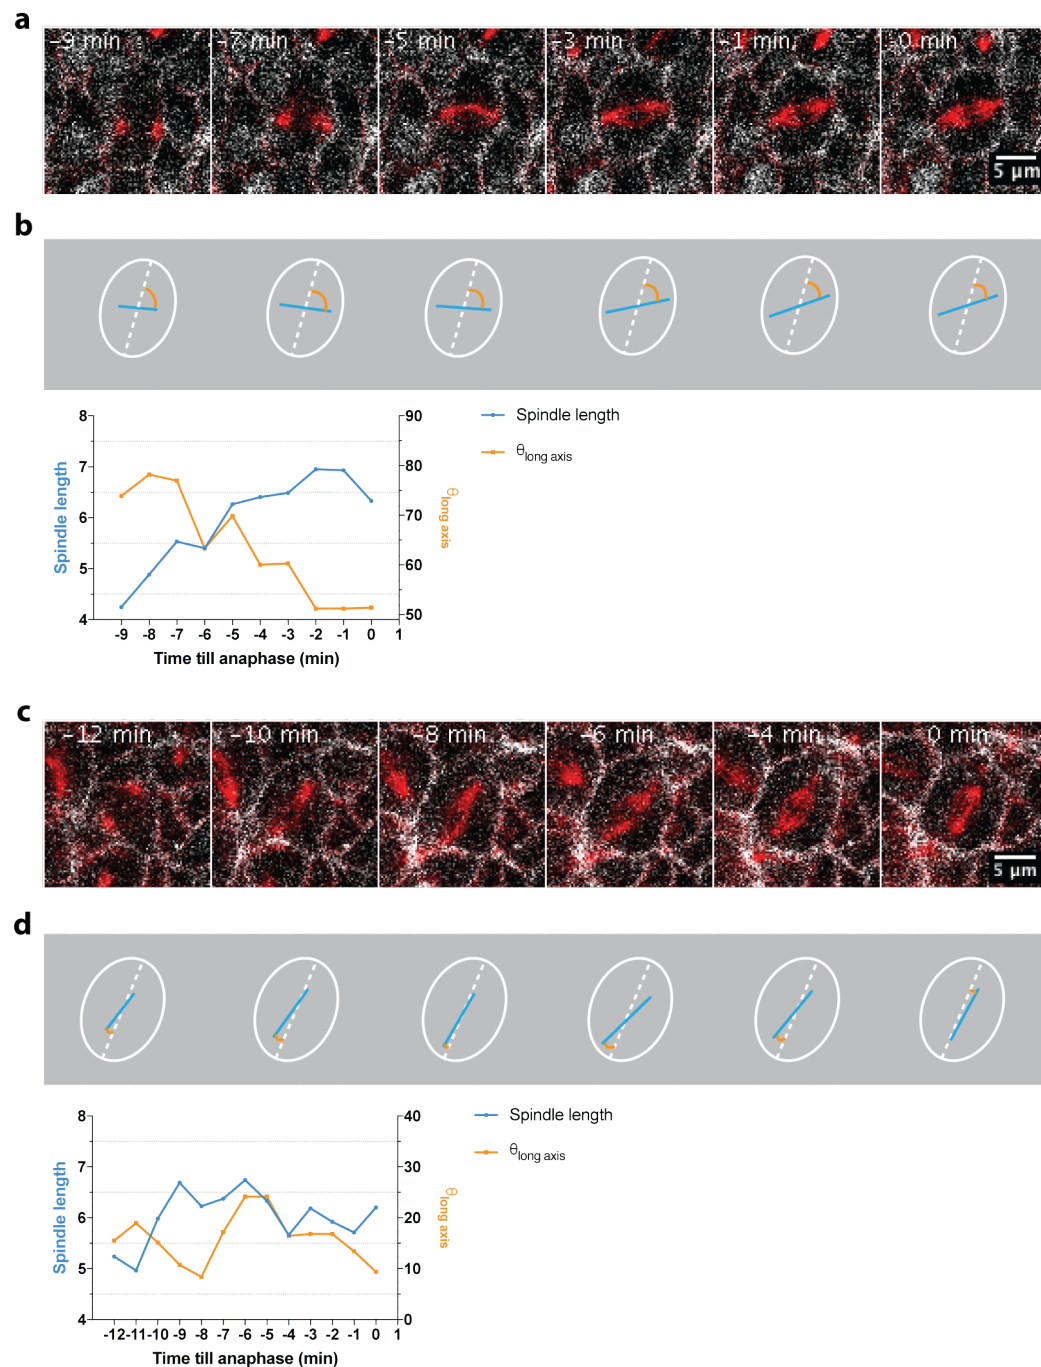 a
-9 min -7 min -5 min -3 min -1 min -0 min
5 µm
b
8
7
6
5
4
Spindle length
90
80
70
60
50
θlong axis
-9 -8 -7 -6 -5 -4 -3 -2 -1 0 1
Time till anaphase (min)
Spindle length
θlong axis
c
-12 min -10 min -8 min -6 min -4 min 0 min
5 µm
d
8
7
6
5
4
Spindle length
40
30
20
10
0
θlong axis
-12 -11 -10 -9 -8 -7 -6 -5 -4 -3 -2 -1 0 1
Time till anaphase (min)
Spindle length
θlong axis